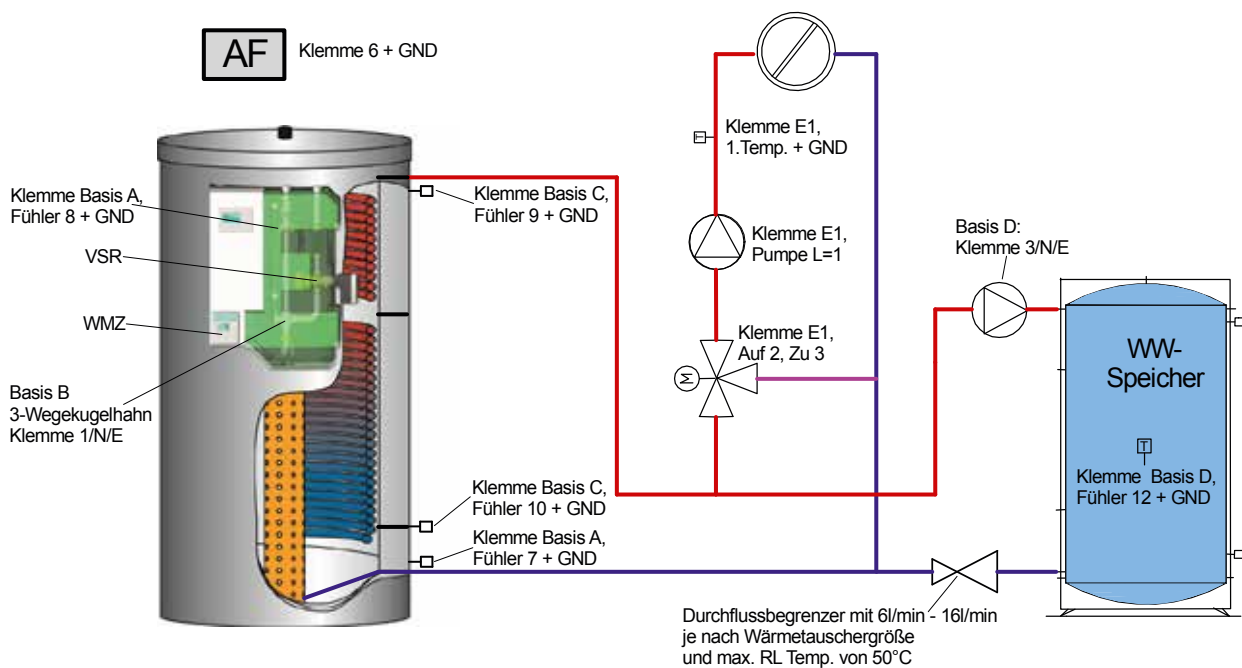 AF
Klemme 6 + GND
Klemme Basis A,
Fühler 8 + GND
VSR
WMZ
Basis B
3-Wegekugelhahn
Klemme 1/N/E
Klemme Basis C,
Fühler 9 + GND
Klemme Basis C,
Fühler 10 + GND
Klemme Basis A,
Fühler 7 + GND
T
Klemme E1,
1.Temp. + GND
Klemme E1,
Pumpe L=1
Klemme E1,
Auf 2, Zu 3
M
Basis D:
Klemme 3/N/E
WW-
Speicher
T
Klemme Basis D,
Fühler 12 + GND
Durchflussbegrenzer mit 6l/min - 16l/min
je nach Wärmetauschergröße
und max. RL Temp. von 50°C